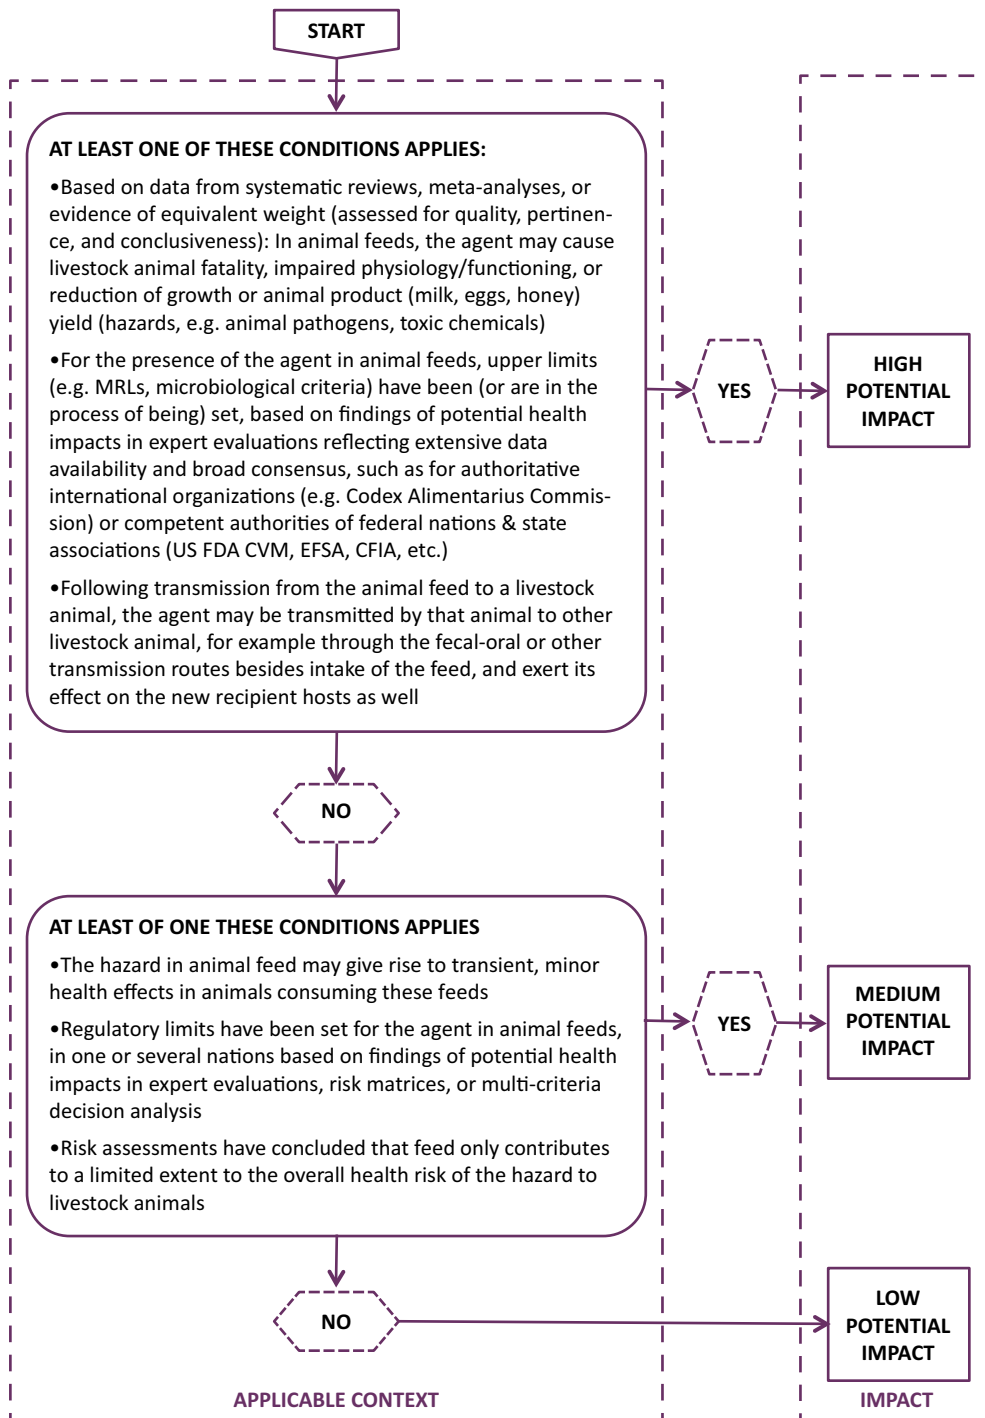 START
AT LEAST ONE OF THESE CONDITIONS APPLIES:
•Based on data from systematic reviews, meta-analyses, or
evidence of equivalent weight (assessed for quality, pertinen-
ce, and conclusiveness): In animal feeds, the agent may cause
livestock animal fatality, impaired physiology/functioning, or
reduction of growth or animal product (milk, eggs, honey)
yield (hazards, e.g. animal pathogens, toxic chemicals)
•For the presence of the agent in animal feeds, upper limits
(e.g. MRLs, microbiological criteria) have been (or are in the
process of being) set, based on findings of potential health
impacts in expert evaluations reflecting extensive data
availability and broad consensus, such as for authoritative
international organizations (e.g. Codex Alimentarius Commis-
sion) or competent authorities of federal nations & state
associations (US FDA CVM, EFSA, CFIA, etc.)
•Following transmission from the animal feed to a livestock
animal, the agent may be transmitted by that animal to other
livestock animal, for example through the fecal-oral or other
transmission routes besides intake of the feed, and exert its
effect on the new recipient hosts as well
YES
HIGH
POTENTIAL
IMPACT
NO
AT LEAST OF ONE THESE CONDITIONS APPLIES
•The hazard in animal feed may give rise to transient, minor
health effects in animals consuming these feeds
•Regulatory limits have been set for the agent in animal feeds,
in one or several nations based on findings of potential health
impacts in expert evaluations, risk matrices, or multi-criteria
decision analysis
•Risk assessments have concluded that feed only contributes
to a limited extent to the overall health risk of the hazard to
livestock animals
YES
MEDIUM
POTENTIAL
IMPACT
NO
LOW
POTENTIAL
IMPACT
APPLICABLE CONTEXT
IMPACT